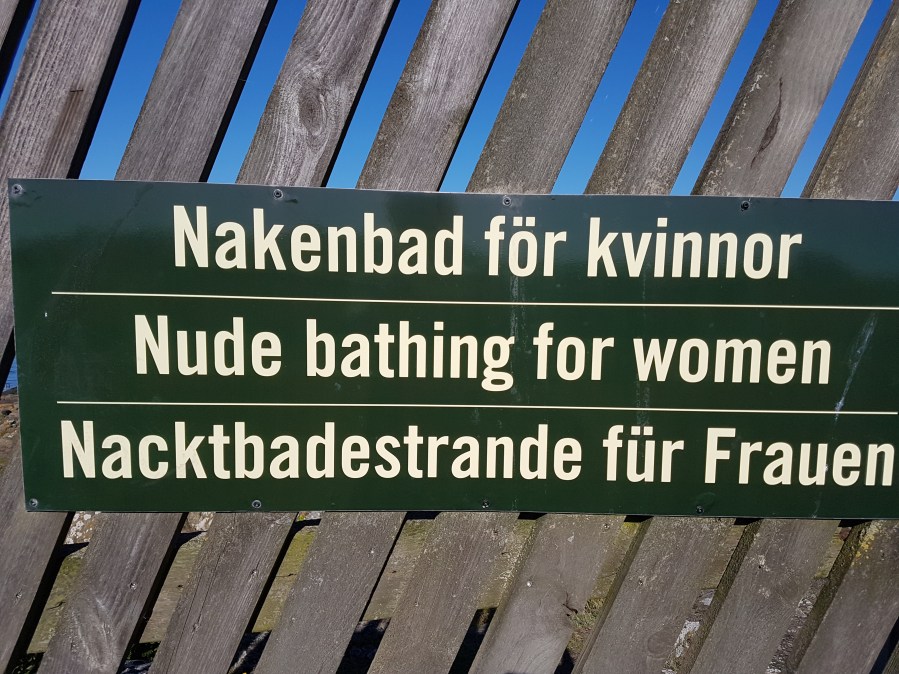 Nakenbad för kvinnor
Nude bathing for women
Nacktbadestrande für Frauen